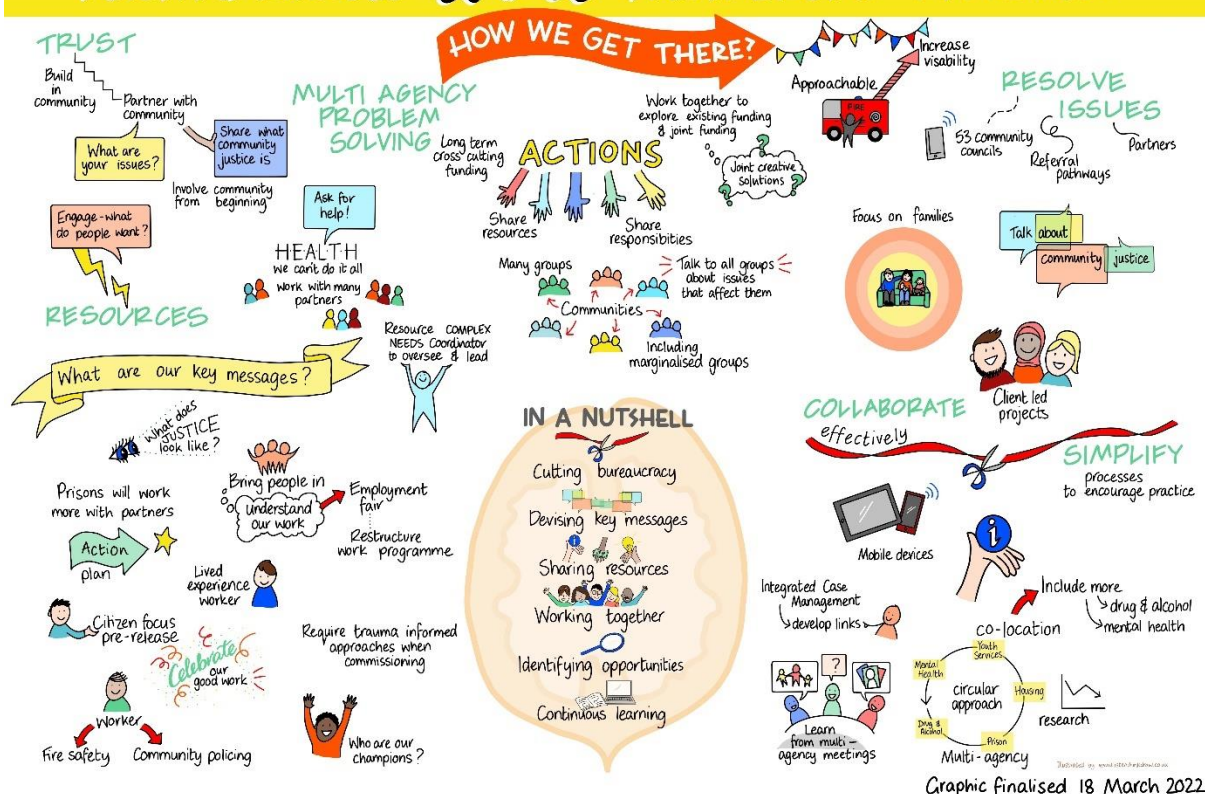 HOW WE GET THERE?
TRUST
Build
in
community
Partner with
community
What are
your issues?
Share what
community
justice is
Involve community
from beginning
Engage-what
do people want?
RESOURCES
MULTI AGENCY
PROBLEM
SOLVING
Ask for
help!
HEALTH
we can't do it all
work with many
partners
Resource COMPLEX
NEEDS Coordinator
to oversee & lead
Long term
cross cutting
funding
ACTIONS
Work together to
explore existing funding
& joint funding
Joint creative
solutions
?
?
?
Share
resources
Share
responsibities
Many groups
Communities
Talk to all groups
about issues
that affect them
Including
marginalised groups
Approachable
FIRE
Increase
visability
RESOLVE
ISSUES
53 community
councils
Referral
pathways
Partners
Focus on families
Talk about
community justice
Client led
projects
What are our key messages?
What does
JUSTICE
look like?
Bring people in
understand
our work
Employment
fair
Restructure
work programme
Prisons will work
more with partners
Action
plan
Lived
experience
worker
Citizen focus
pre-release
Celebrate
our
good work
Worker
Fire safety
Community policing
Require trauma informed
approaches when
commissioning
Who are our
champions?
IN A NUTSHELL
Cutting bureaucracy
Devising key messages
Sharing resources
Working together
Identifying opportunities
Continuous learning
COLLABORATE
effectively
SIMPLIFY
processes
to encourage practice
Mobile devices
i
Integrated Case
Management
develop links
co-location
Include more
drug & alcohol
mental health
?
Learn
from multi-
agency meetings
Youth
Services
Mental
Health
circular
approach
Housing
Drug &
Alcohol
Prison
Multi-agency
research
Graphic finalised 18 March 2022